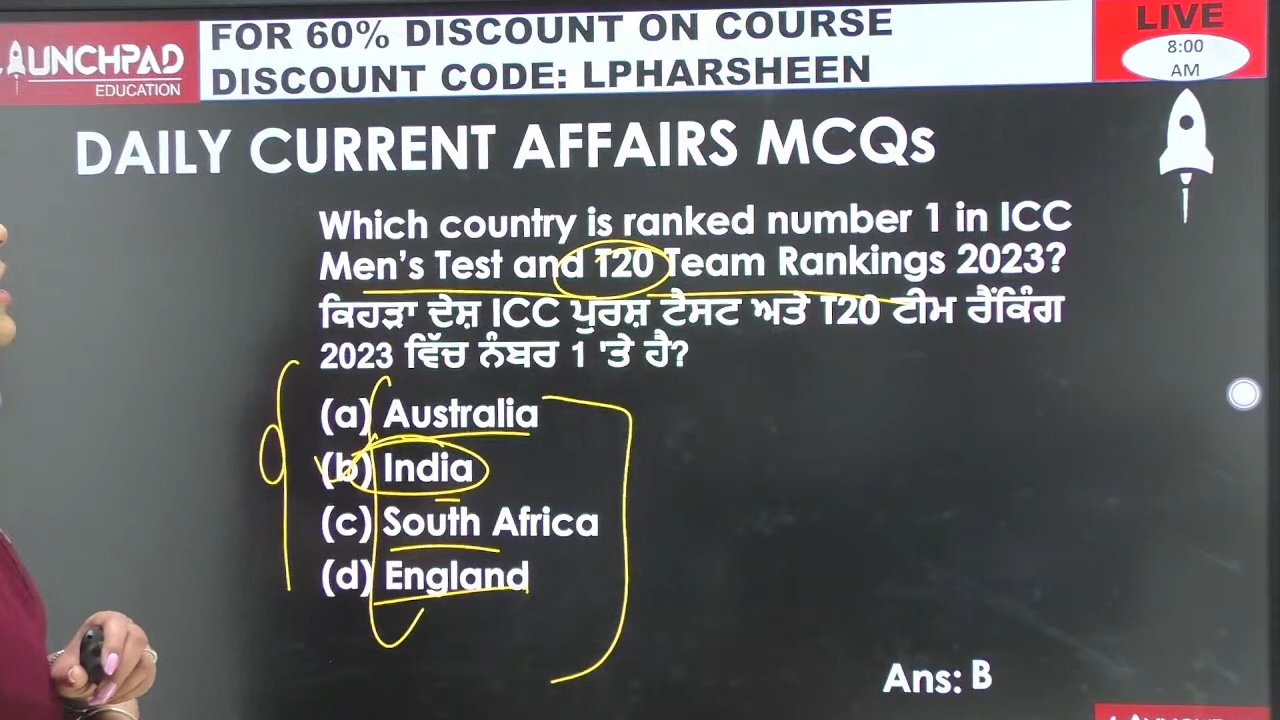 LAUNCHPAD
EDUCATION
FOR 60% DISCOUNT ON COURSE
DISCOUNT CODE: LPHARSHEEN
LIVE
8:00
AM
DAILY CURRENT AFFAIRS MCQs
Which country is ranked number 1 in ICC
Men's Test and T20 Team Rankings 2023?
ਕਿਹੜਾ ਦੇਸ਼ ICC ਪੁਰਸ਼ ਟੈਸਟ ਅਤੇ T20 ਟੀਮ ਰੈਂਕਿੰਗ
2023 ਵਿੱਚ ਨੰਬਰ 1 'ਤੇ ਹੈ?
(a) Australia
(b) India
(c) South Africa
(d) England
Ans: B